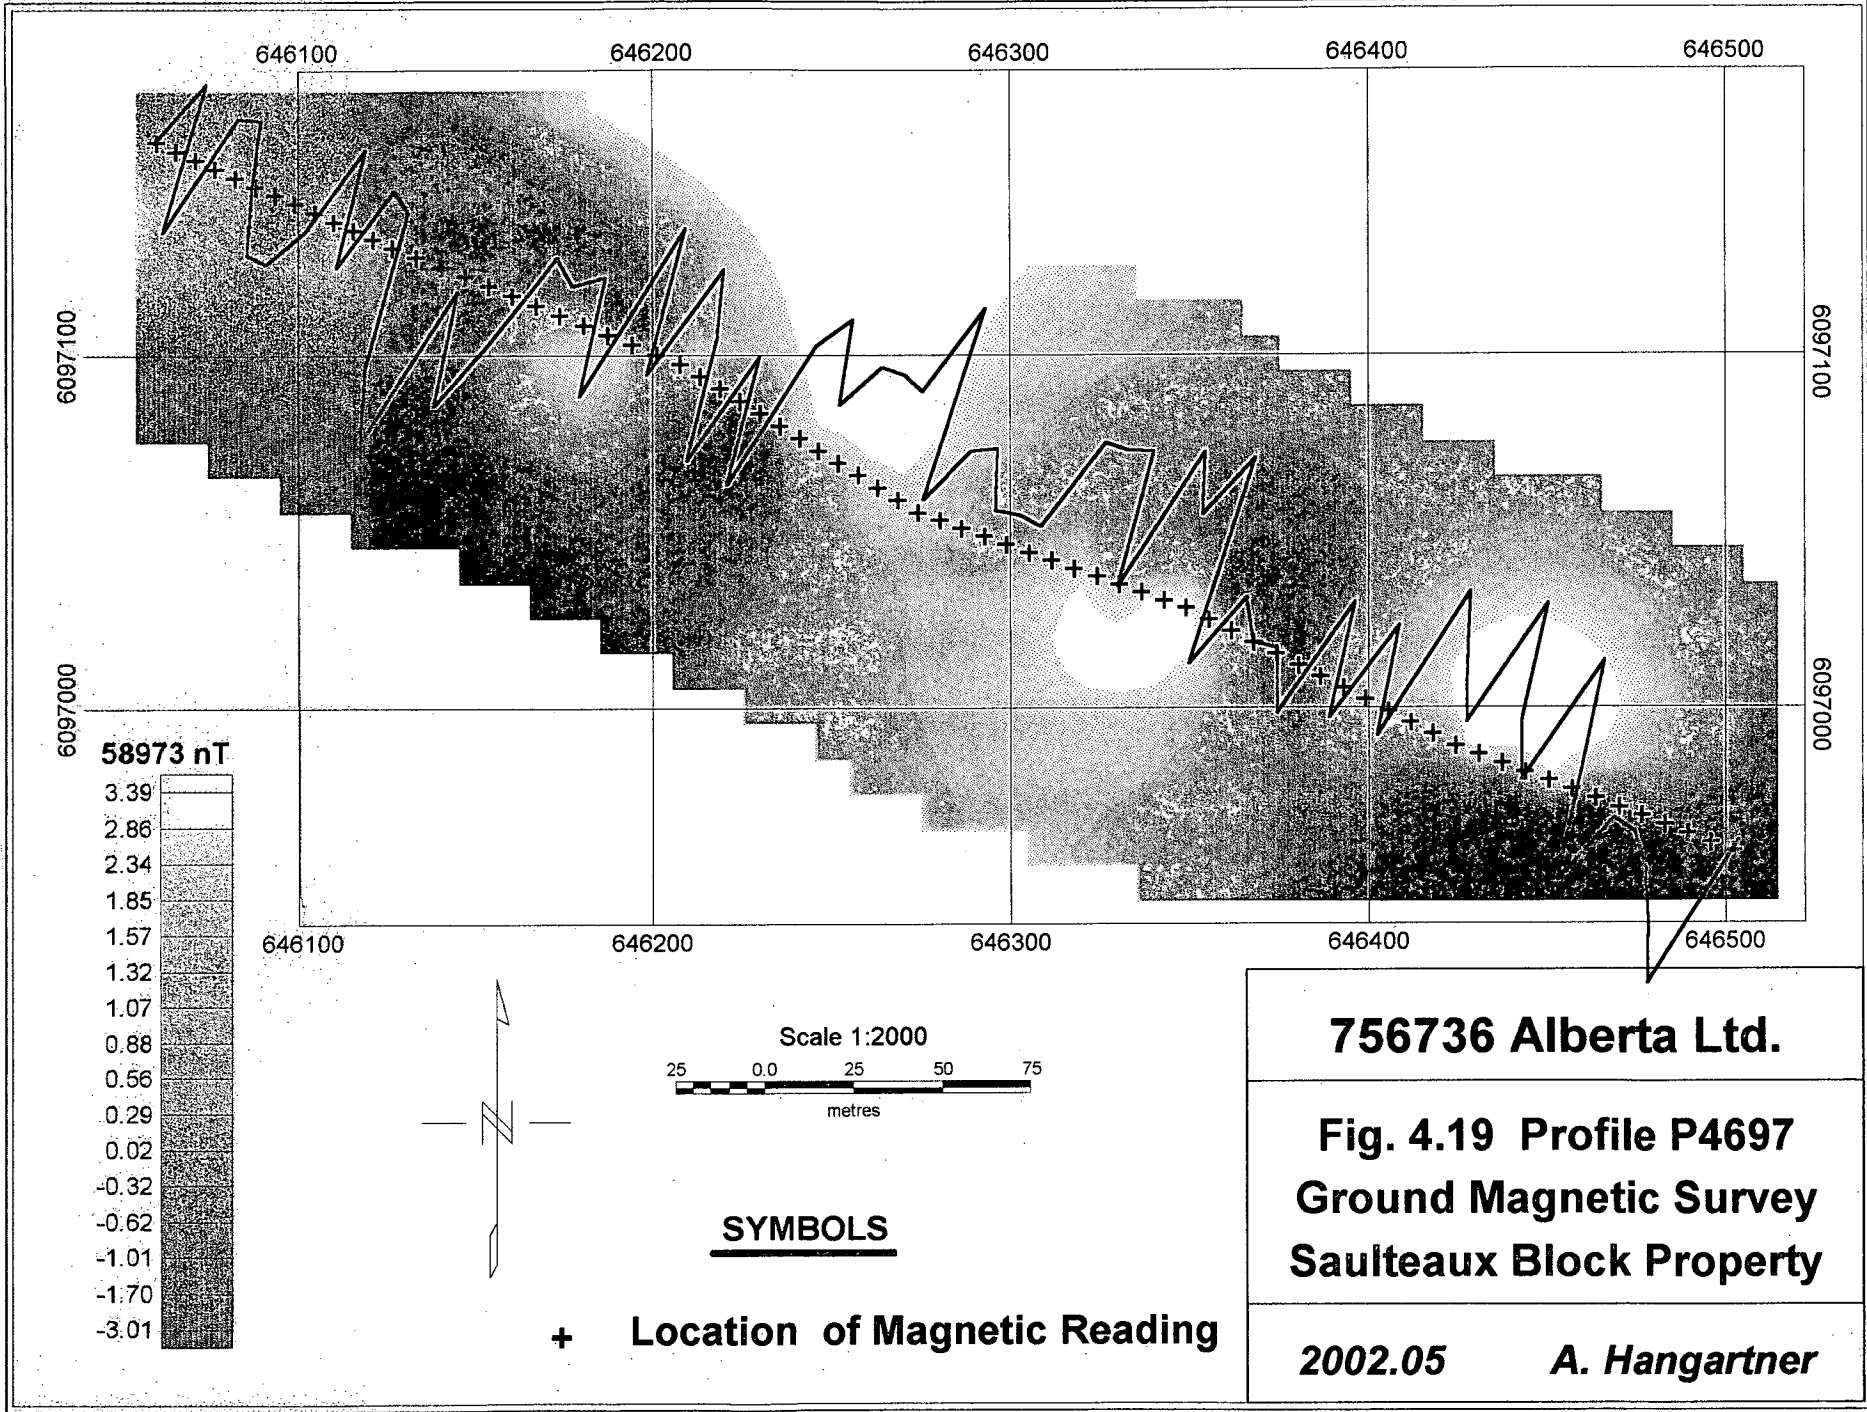 646100 646200 646300 646400 646500
6097100 6097100
6097000 6097000
58973 nT
3.39
2.86
2.34
1.85
1.57
1.32
1.07
0.88
0.56
0.29
0.02
-0.32
-0.62
-1.01
-1.70
-3.01
646100 646200 646300 646400 646500
N
Scale 1:2000
25 0.0 25 50 75
metres
SYMBOLS
+ Location of Magnetic Reading
756736 Alberta Ltd.
Fig. 4.19 Profile P4697
Ground Magnetic Survey
Saulteaux Block Property
2002.05 A. Hangartner